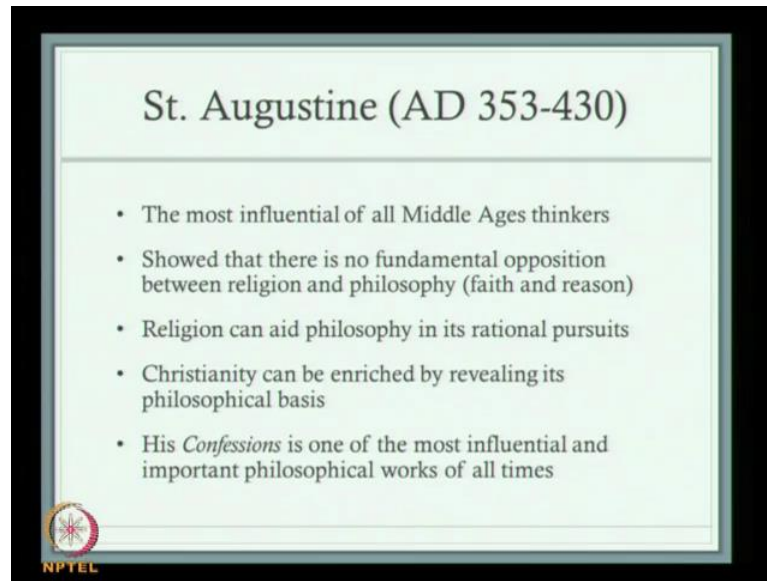 St. Augustine (AD 353-430)
• The most influential of all Middle Ages thinkers
• Showed that there is no fundamental opposition
between religion and philosophy (faith and reason)
• Religion can aid philosophy in its rational pursuits
• Christianity can be enriched by revealing its
philosophical basis
• His Confessions is one of the most influential and
important philosophical works of all times
NPTEL